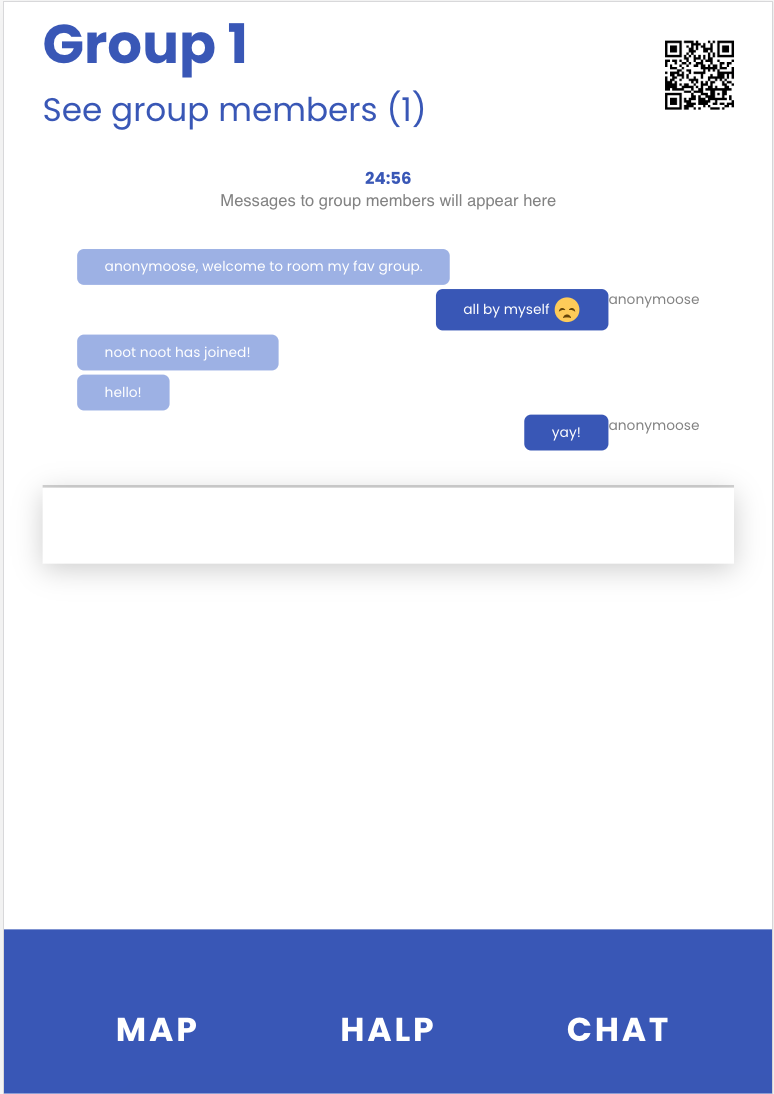 Group 1
See group members (1)
24:56
Messages to group members will appear here
anonymoose, welcome to room my fav group.
all by myself 😞 anonymoose
noot noot has joined!
hello!
yay! anonymoose
MAP HALP CHAT